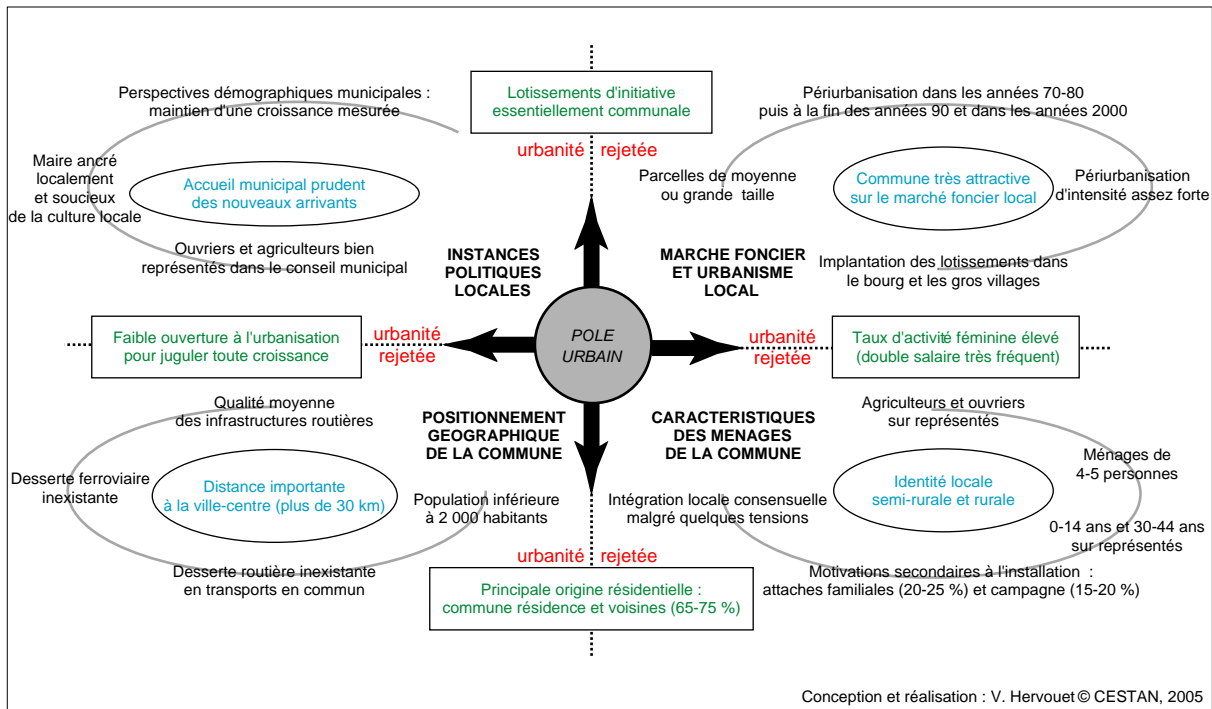 Perspectives démographiques municipales :
maintien d'une croissance mesurée
Maire ancré
localement
et soucieux
de la culture locale
Accueil municipal prudent
des nouveaux arrivants
Ouvriers et agriculteurs bien
représentés dans le conseil municipal
Lotissements d'initiative
essentiellement communale
urbanité rejetée
Périurbanisation dans les années 70-80
puis à la fin des années 90 et dans les années 2000
Parcelles de moyenne
ou grande taille
Commune très attractive
sur le marché foncier local
Périurbanisation
d'intensité assez forte
Implantation des lotissements dans
le bourg et les gros villages
INSTANCES
POLITIQUES
LOCALES
MARCHE FONCIER
ET URBANISME
LOCAL
Faible ouverture à l'urbanisation
pour juguler toute croissance
urbanité
rejetée
POLE
URBAIN
urbanité
rejetée
Taux d'activité féminine élevé
(double salaire très fréquent)
Qualité moyenne
des infrastructures routières
Desserte ferroviaire
inexistante
Distance importante
à la ville-centre (plus de 30 km)
Population inférieure
à 2 000 habitants
Desserte routière inexistante
en transports en commun
POSITIONNEMENT
GEOGRAPHIQUE
DE LA COMMUNE
CARACTERISTIQUES
DES MENAGES
DE LA COMMUNE
Agriculteurs et ouvriers
sur représentés
Ménages de
4-5 personnes
Intégration locale consensuelle
malgré quelques tensions
Identité locale
semi-rurale et rurale
0-14 ans et 30-44 ans
sur représentés
Motivations secondaires à l'installation :
attaches familiales (20-25 %) et campagne (15-20 %)
urbanité rejetée
Principale origine résidentielle :
commune résidence et voisines (65-75 %)
Conception et réalisation : V. Hervouet © CESTAN, 2005